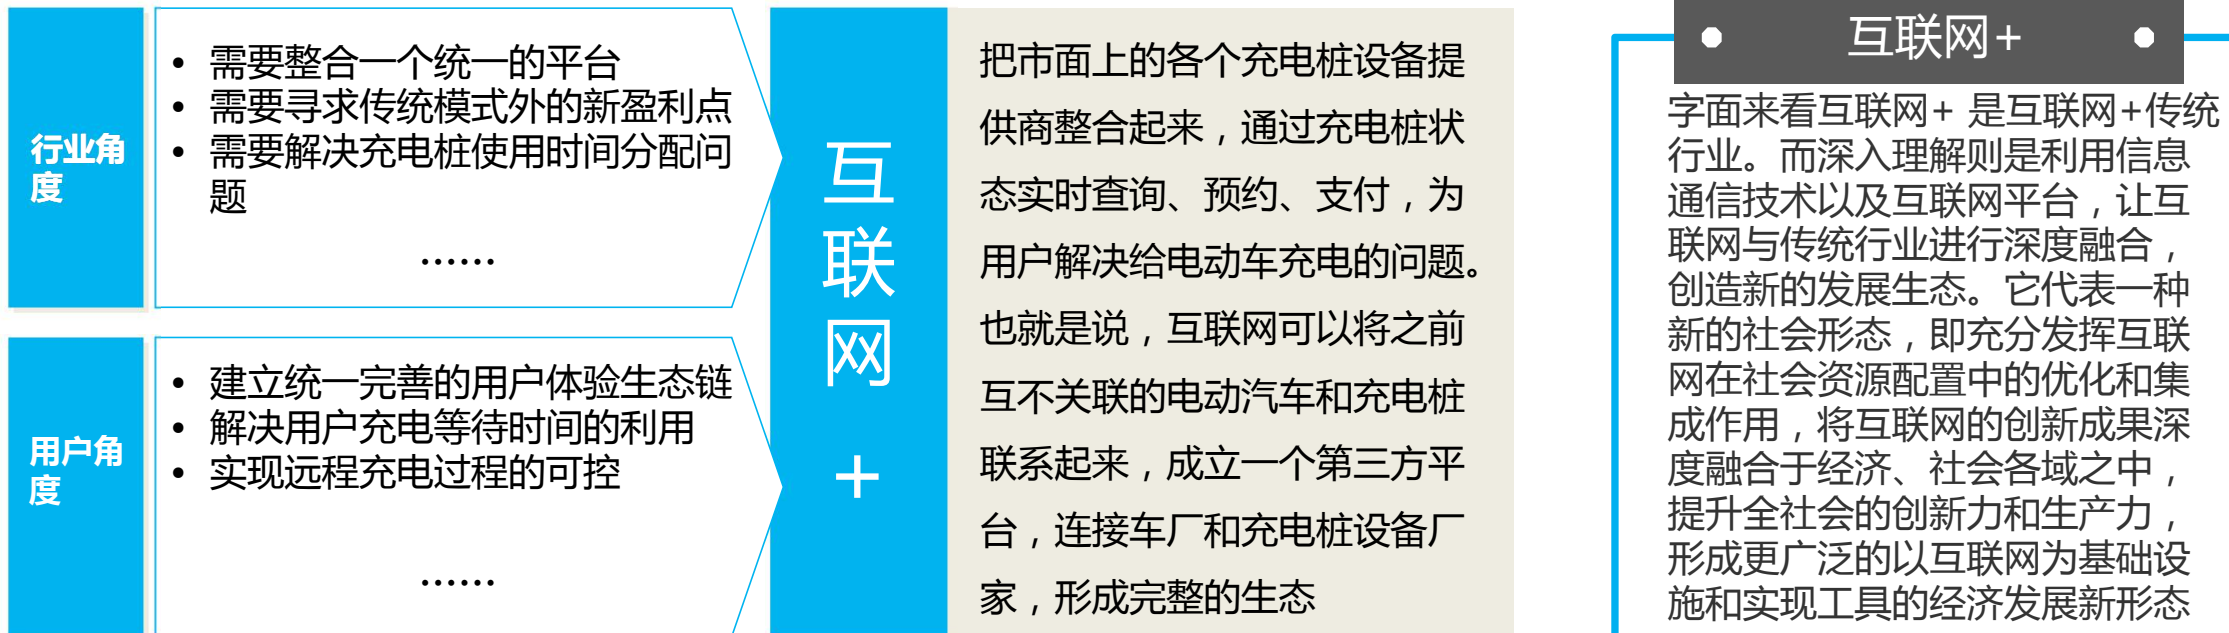 行业角
度
• 需要整合一个统一的平台
• 需要寻求传统模式外的新盈利点
• 需要解决充电桩使用时间分配问
题
......
用户角
度
• 建立统一完善的用户体验生态链
• 解决用户充电等待时间的利用
• 实现远程充电过程的可控
......
互
联
网
+
把市面上的各个充电桩设备提
供商整合起来，通过充电桩状
态实时查询、预约、支付，为
用户解决给电动车充电的问题。
也就是说，互联网可以将之前
互不关联的电动汽车和充电桩
联系起来，成立一个第三方平
台，连接车厂和充电桩设备厂
家，形成完整的生态
互联网+
字面来看互联网+ 是互联网+传统
行业。而深入理解则是利用信息
通信技术以及互联网平台，让互
联网与传统行业进行深度融合，
创造新的发展生态。它代表一种
新的社会形态，即充分发挥互联
网在社会资源配置中的优化和集
成作用，将互联网的创新成果深
度融合于经济、社会各域之中，
提升全社会的创新力和生产力，
形成更广泛的以互联网为基础设
施和实现工具的经济发展新形态